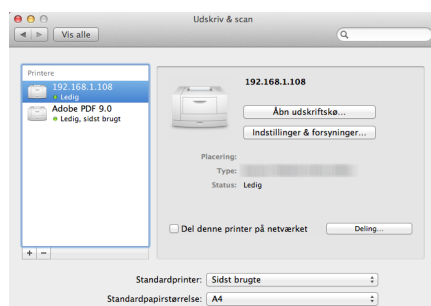 Udskriv & scan
Vis alle
Printere
192.168.1.108
Ledig
Adobe PDF 9.0
Ledig, sidst brugt
192.168.1.108
Åbn udskriftskø...
Indstillinger & forsyninger...
Placering:
Type:
Status: Ledig
Del denne printer på netværket
Deling...
+ −
Standardprinter: Sidst brugte
Standardpapirstørrelse: A4